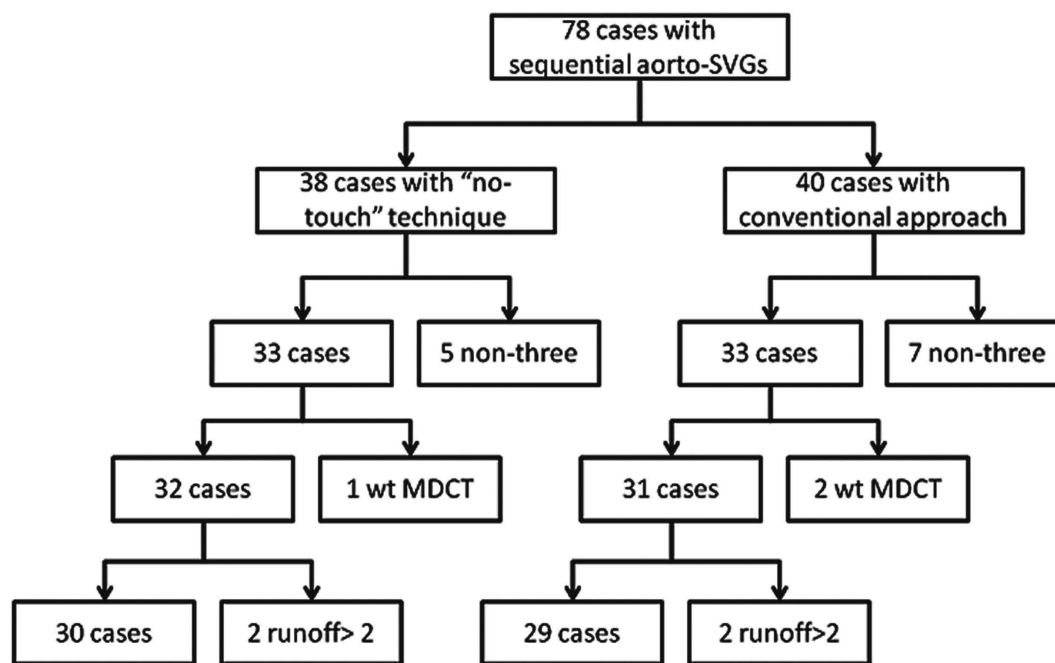 78 cases with
sequential aorto-SVGs
38 cases with “no-
touch” technique
40 cases with
conventional approach
33 cases
5 non-three
33 cases
7 non-three
32 cases
1 wt MDCT
31 cases
2 wt MDCT
30 cases
2 runoff> 2
29 cases
2 runoff>2